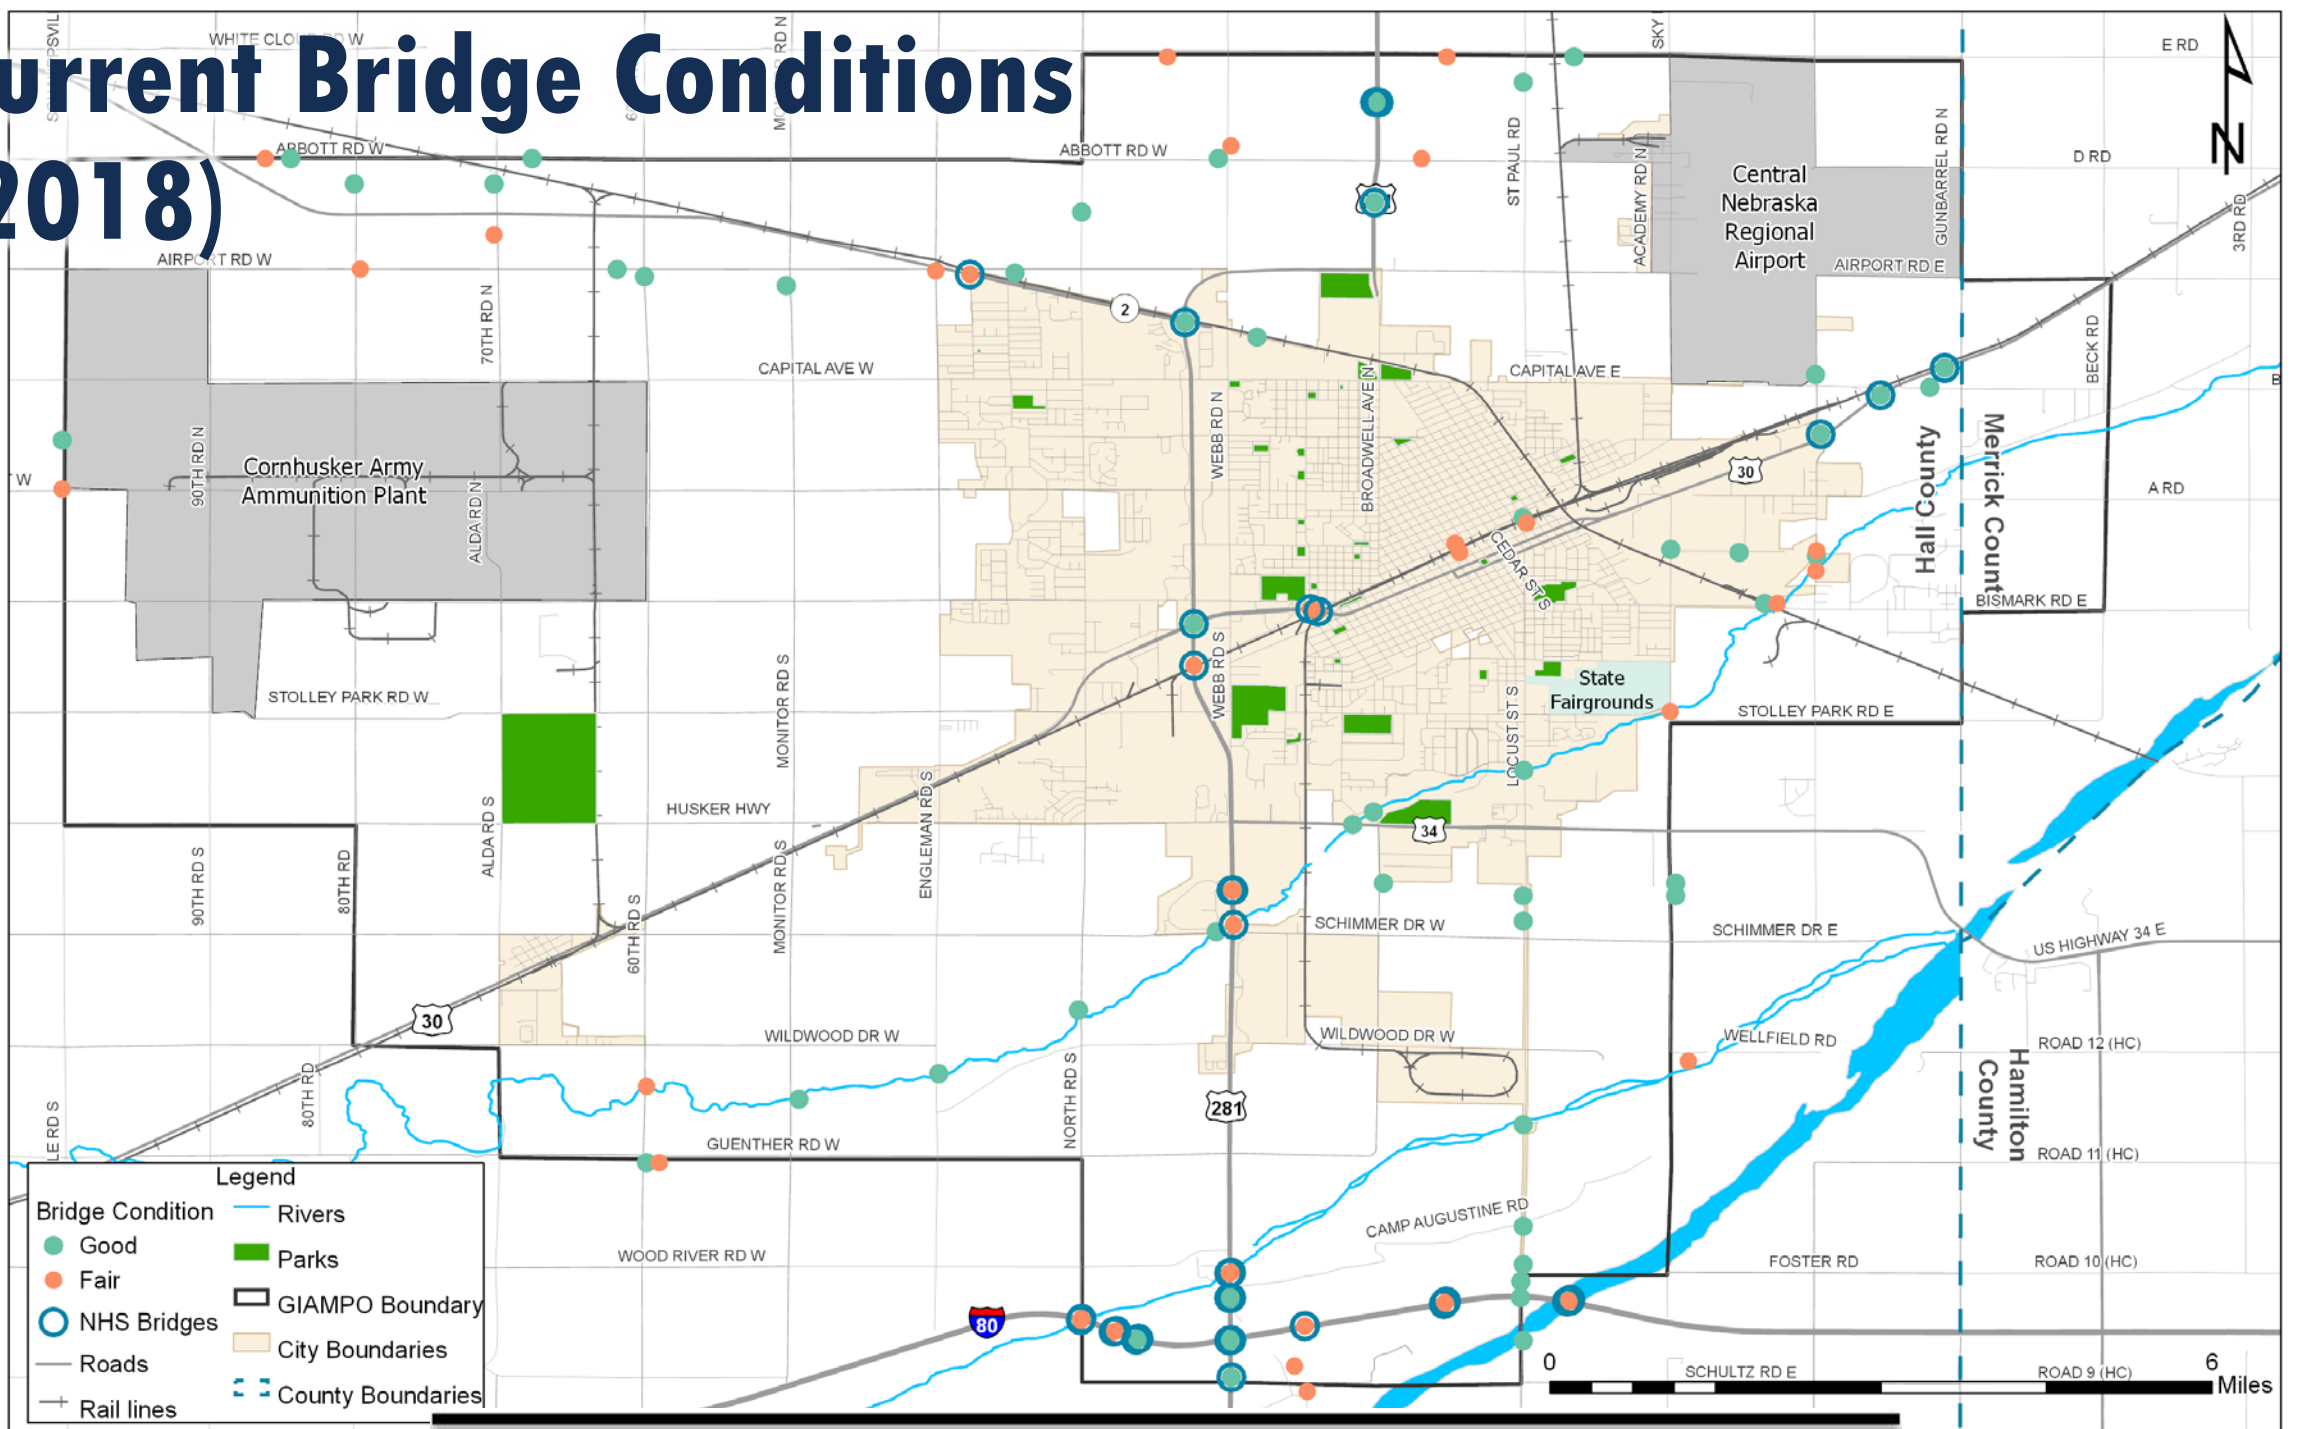 urrent Bridge Conditions
2018)
WHITE CLOUD RD W
E RD
SKY
ABBOTT RD W
ABBOTT RD W
D RD
N
ST PAUL RD
ACADEMY RD N
GUNBARREL RD N
3RD RD
Central
Nebraska
Regional
Airport
AIRPORT RD W
AIRPORT RD E
70TH RD N
2
BECK RD
CAPITAL AVE W
CAPITAL AVE E
WEBB RD N
BROADWELL AVE N
Hall County
Merrick Count
90TH RD N
Cornhusker Army
Ammunition Plant
ALDA RD N
W
30
A RD
CEDAR ST S
BISMARK RD E
STOLLEY PARK RD W
MONITOR RD S
WEBB RD S
LOCUST ST S
State
Fairgrounds
STOLLEY PARK RD E
HUSKER HWY
ALDA RD S
ENGLEMAN RD S
34
90TH RD S
80TH RD
60TH RD S
MONITOR RD S
SCHIMMER DR W
SCHIMMER DR E
US HIGHWAY 34 E
30
WILDWOOD DR W
WILDWOOD DR W
WELLFIELD RD
ROAD 12 (HC)
80TH RD
LE RD S
NORTH RD S
281
Hamilton
County
GUENTHER RD W
ROAD 11 (HC)
CAMP AUGUSTINE RD
WOOD RIVER RD W
FOSTER RD
ROAD 10 (HC)
80
SCHULTZ RD E
ROAD 9 (HC)
0
6
Miles
Legend
Bridge Condition
Good
Fair
NHS Bridges
Roads
Rail lines
Rivers
Parks
GIAMPO Boundary
City Boundaries
County Boundaries